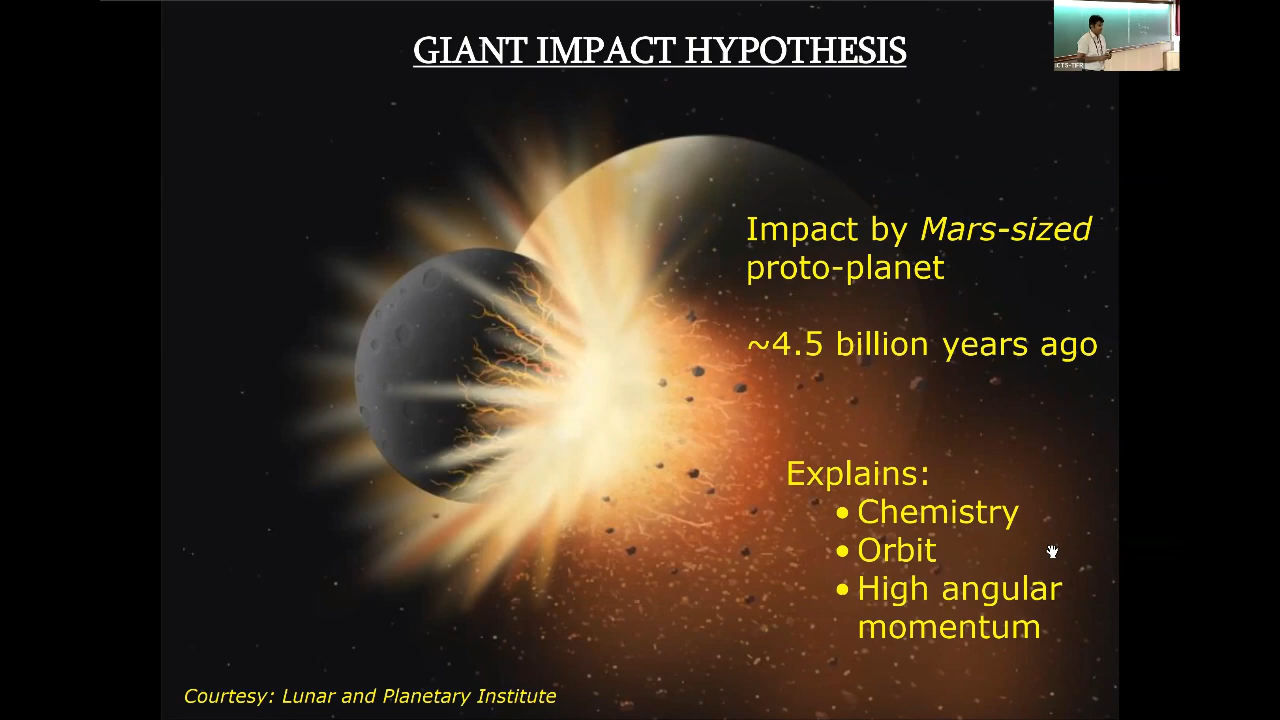 GIANT IMPACT HYPOTHESIS
Impact by Mars-sized
proto-planet
~4.5 billion years ago
Explains:
• Chemistry
• Orbit
• High angular
momentum
Courtesy: Lunar and Planetary Institute